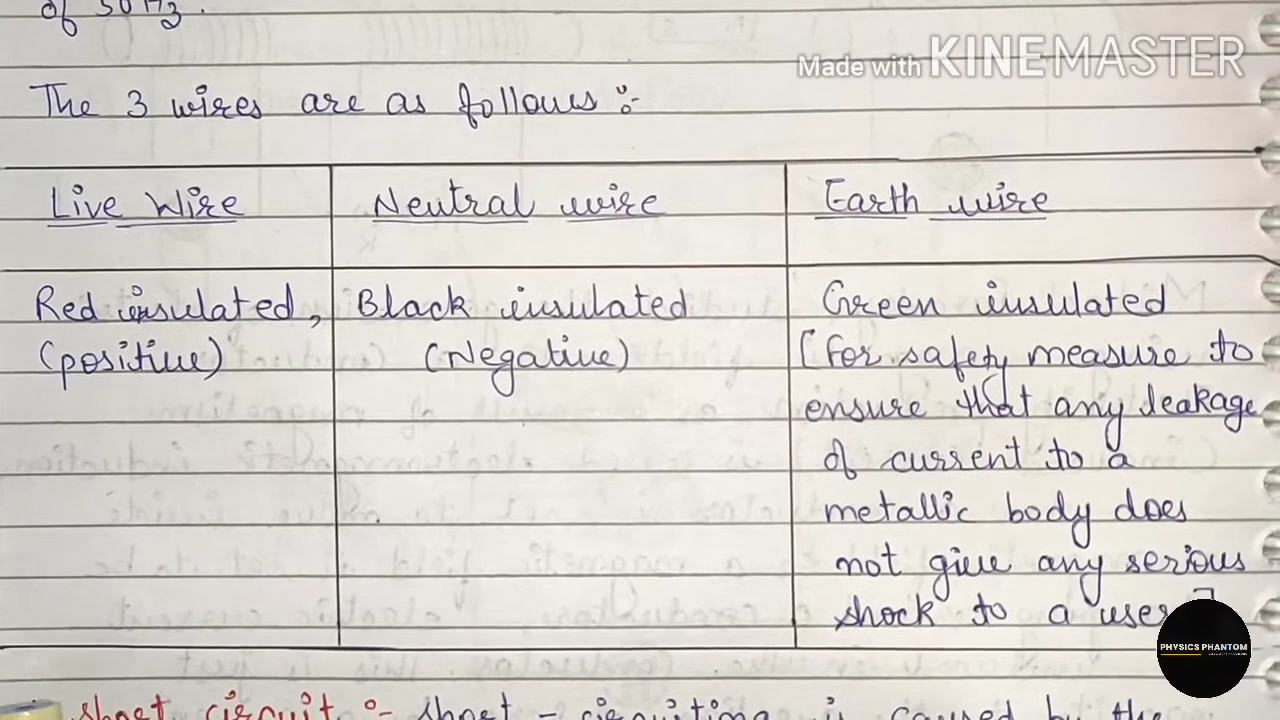 of 50Hz.
Made with KINEMASTER
The 3 wires are as follows :-
Live Wire
Neutral wire
Earth wire
Red insulated,
(positive)
Black insulated
(Negative)
Green insulated
[for safety measure to
ensure that any leakage
of current to a
metallic body does
not give any serious
shock to a user]
PHYSICS PHANTOM
short circuit :- short - circuiting is caused by the